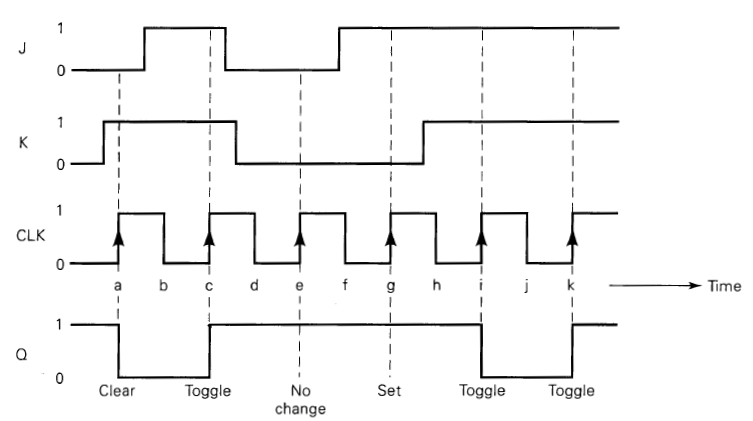 J
1
0
K
1
0
CLK
1
0
a b c d e f g h i j k
Time
Q
1
0
Clear Toggle No change Set Toggle Toggle